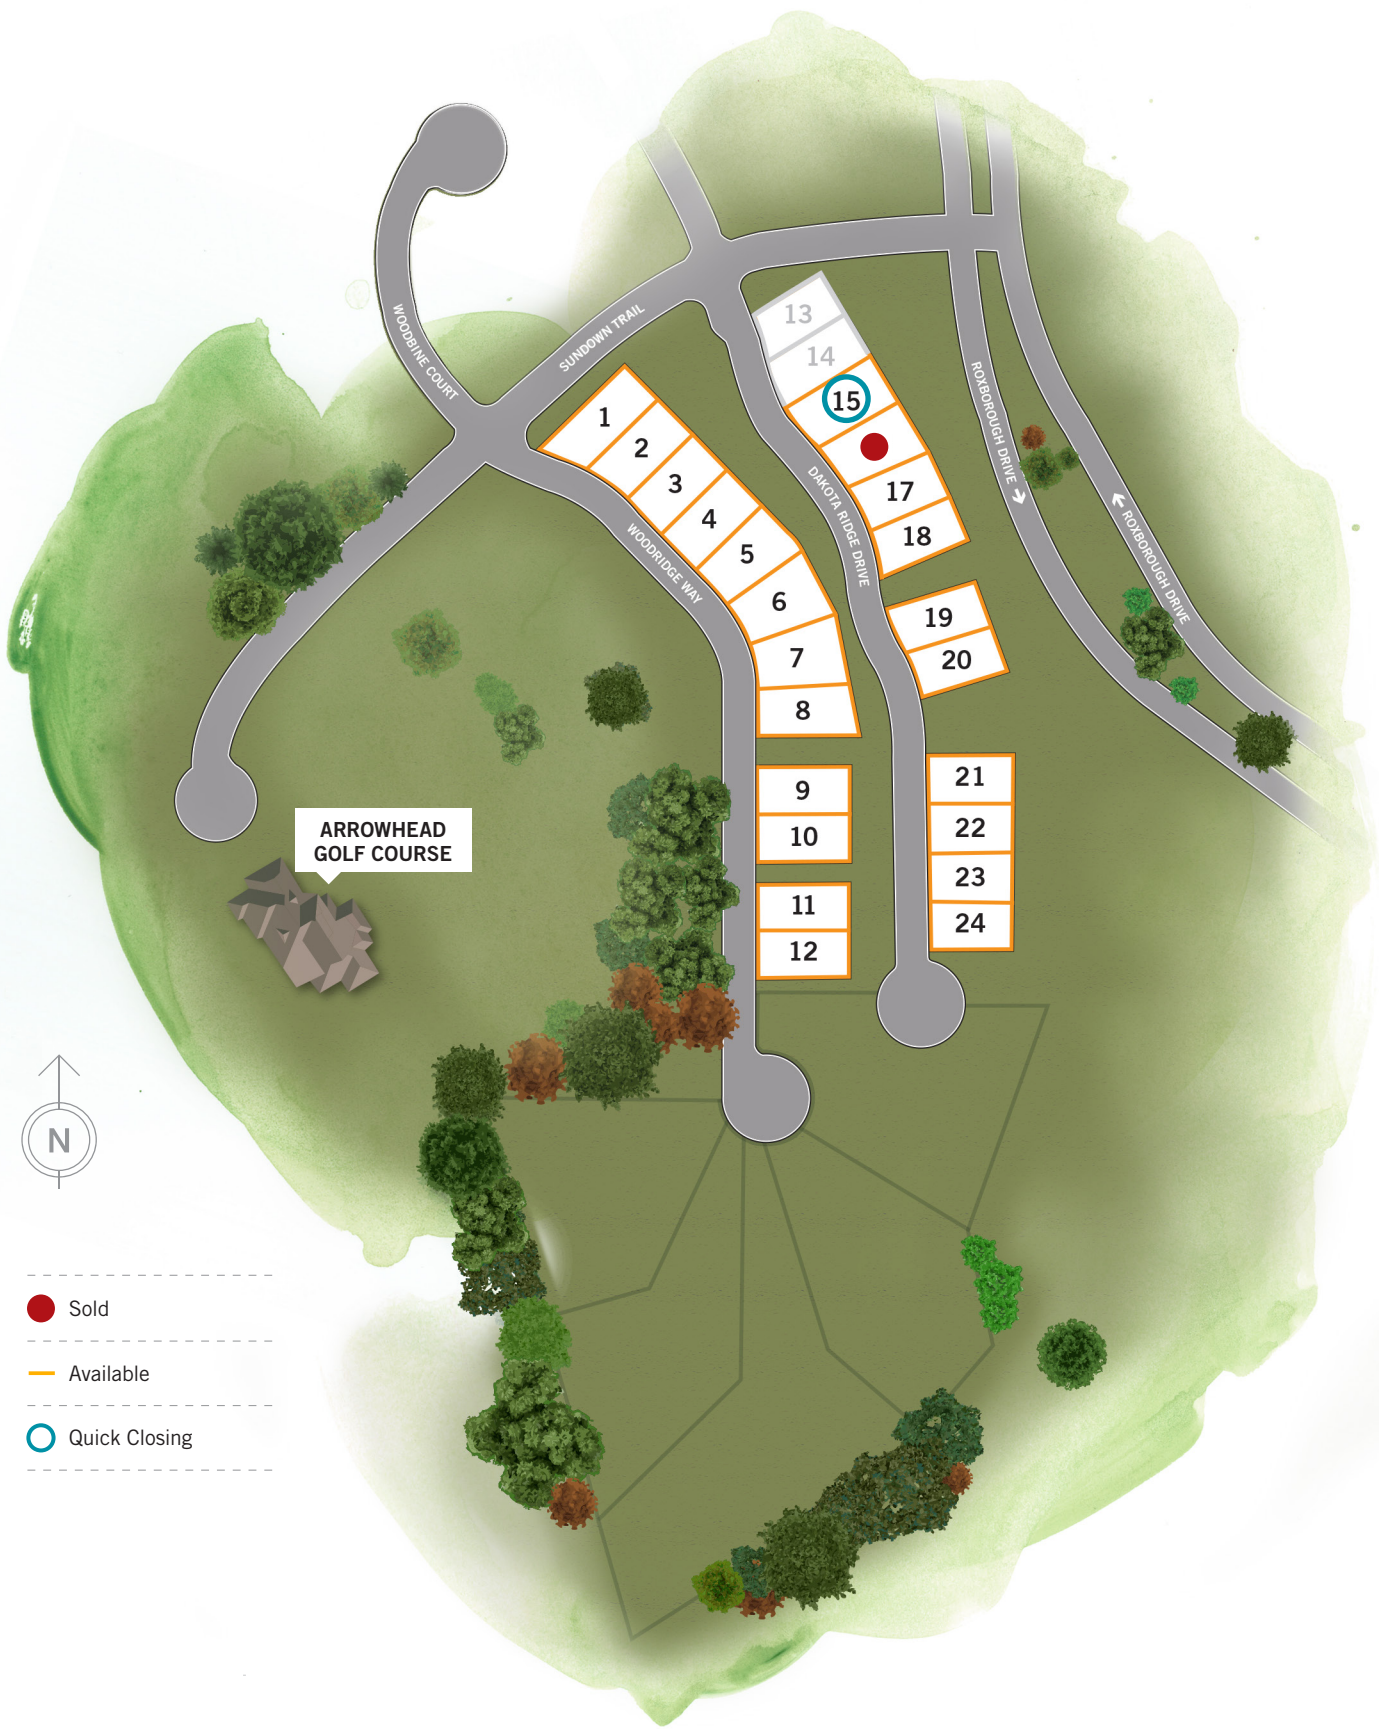 WOODBINE COURT
SUNDOWN TRAIL
13
14
15
17
18
1
2
3
4
5
6
7
8
WOODRIDGE WAY
DAKOTA RIDGE DRIVE
ROXBOROUGH DRIVE
ROXBOROUGH DRIVE
19
20
9
10
11
12
21
22
23
24
ARROWHEAD
GOLF COURSE
N
Sold
Available
Quick Closing